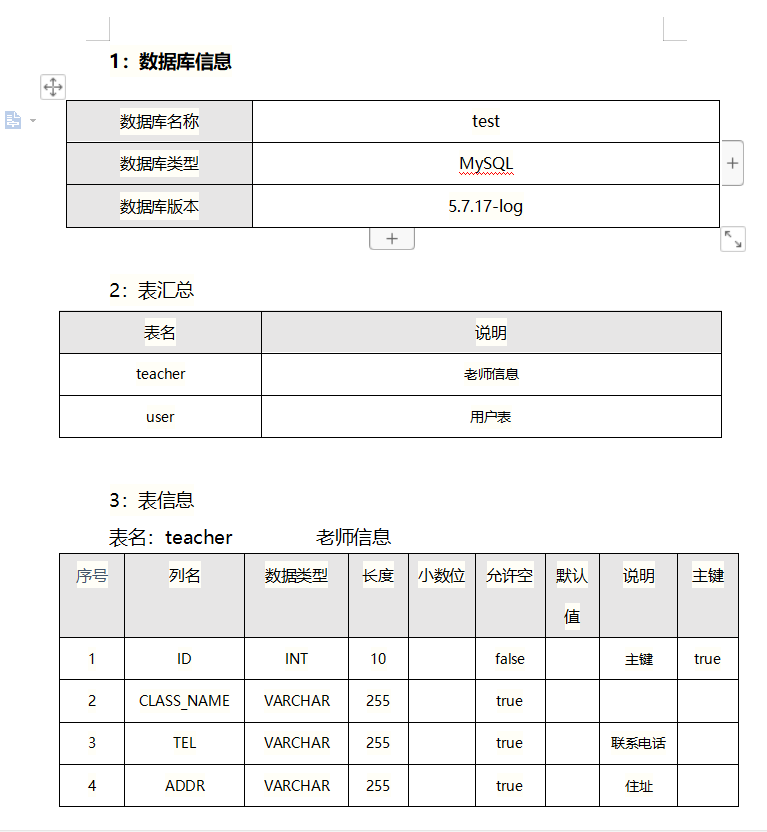 1：数据库信息
数据库名称 test
数据库类型 MySQL
数据库版本 5.7.17-log
2：表汇总
表名 说明
teacher 老师信息
user 用户表
3：表信息
表名：teacher 老师信息
序号 列名 数据类型 长度 小数位 允许空 默认值 说明 主键
1 ID INT 10 false 主键 true
2 CLASS_NAME VARCHAR 255 true
3 TEL VARCHAR 255 true 联系电话
4 ADDR VARCHAR 255 true 住址